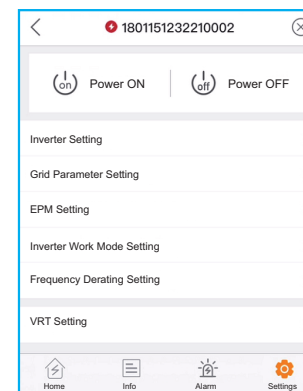 1801151232210002
on Power ON off Power OFF
Inverter Setting
Grid Parameter Setting
EPM Setting
Inverter Work Mode Setting
Frequency Derating Setting
VRT Setting
Home Info Alarm Settings